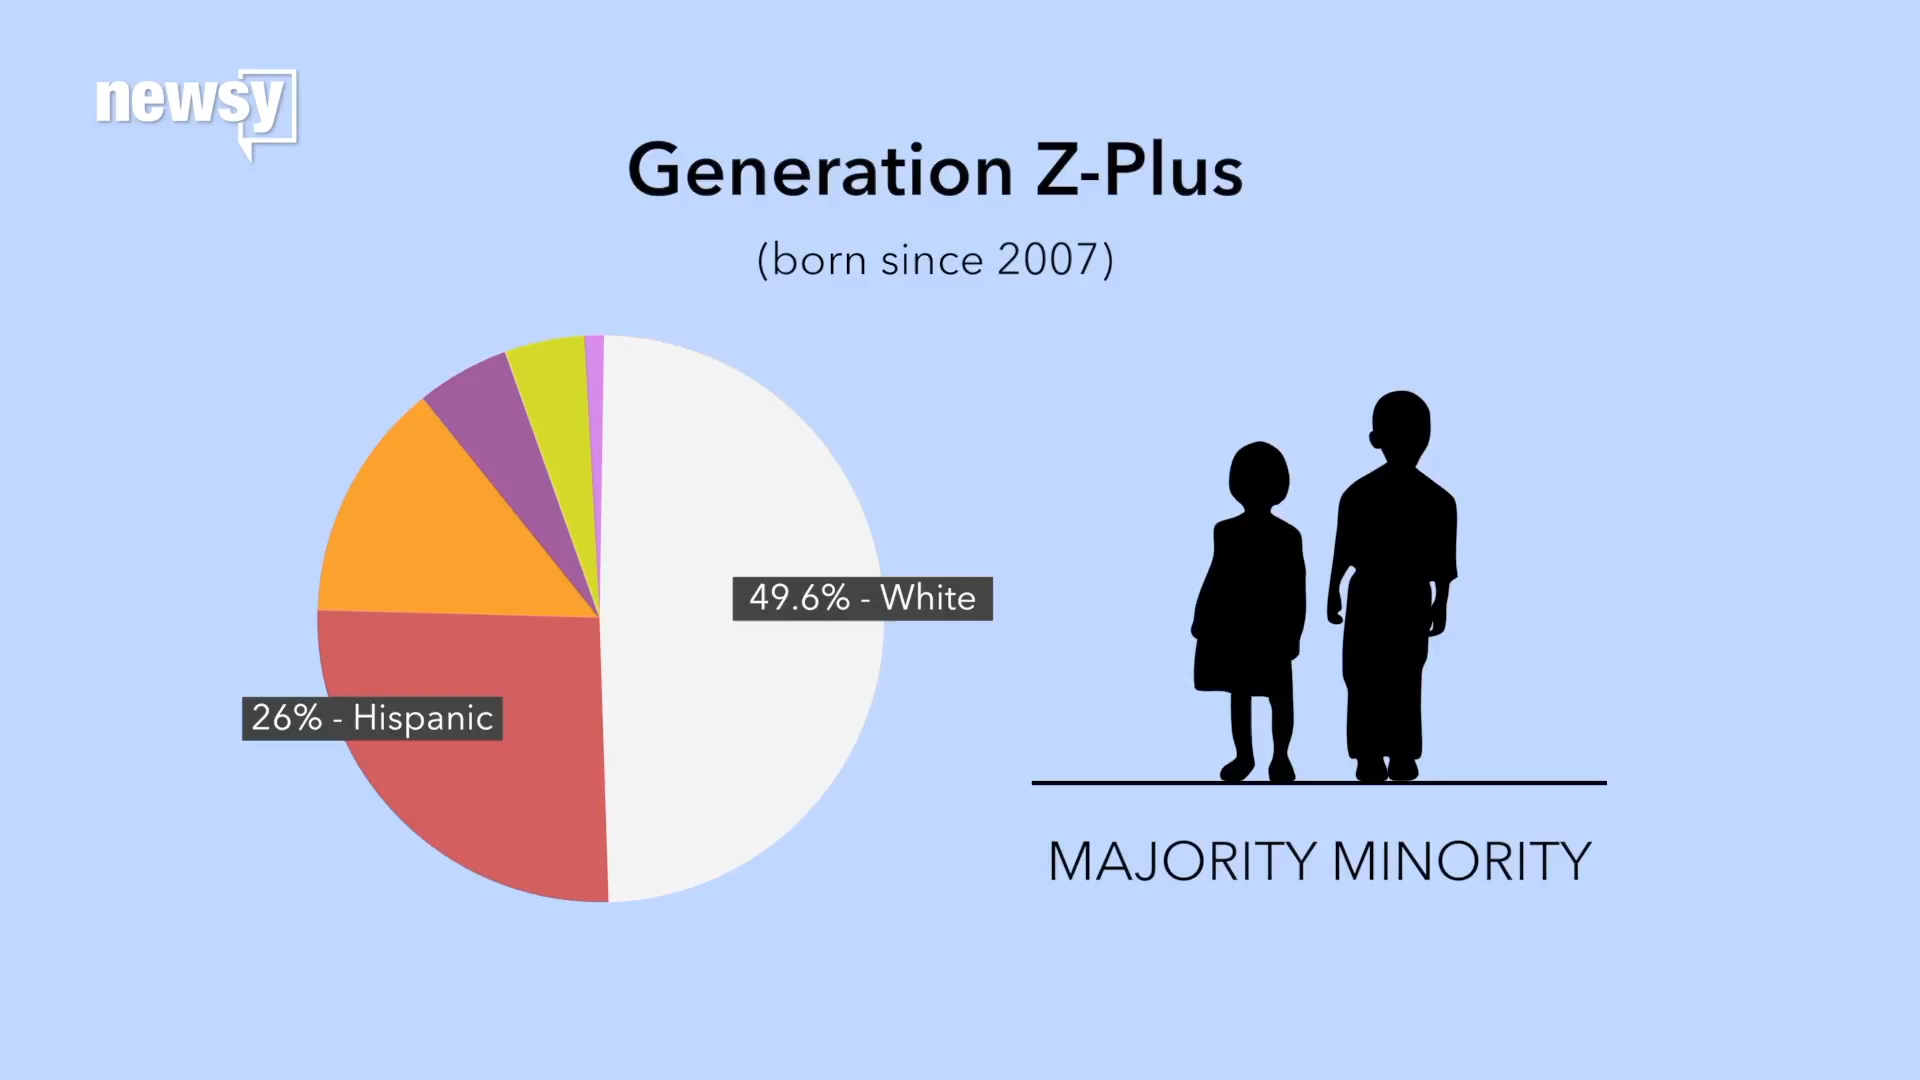 newsy
Generation Z-Plus
(born since 2007)
49.6% - White
26% - Hispanic
MAJORITY MINORITY